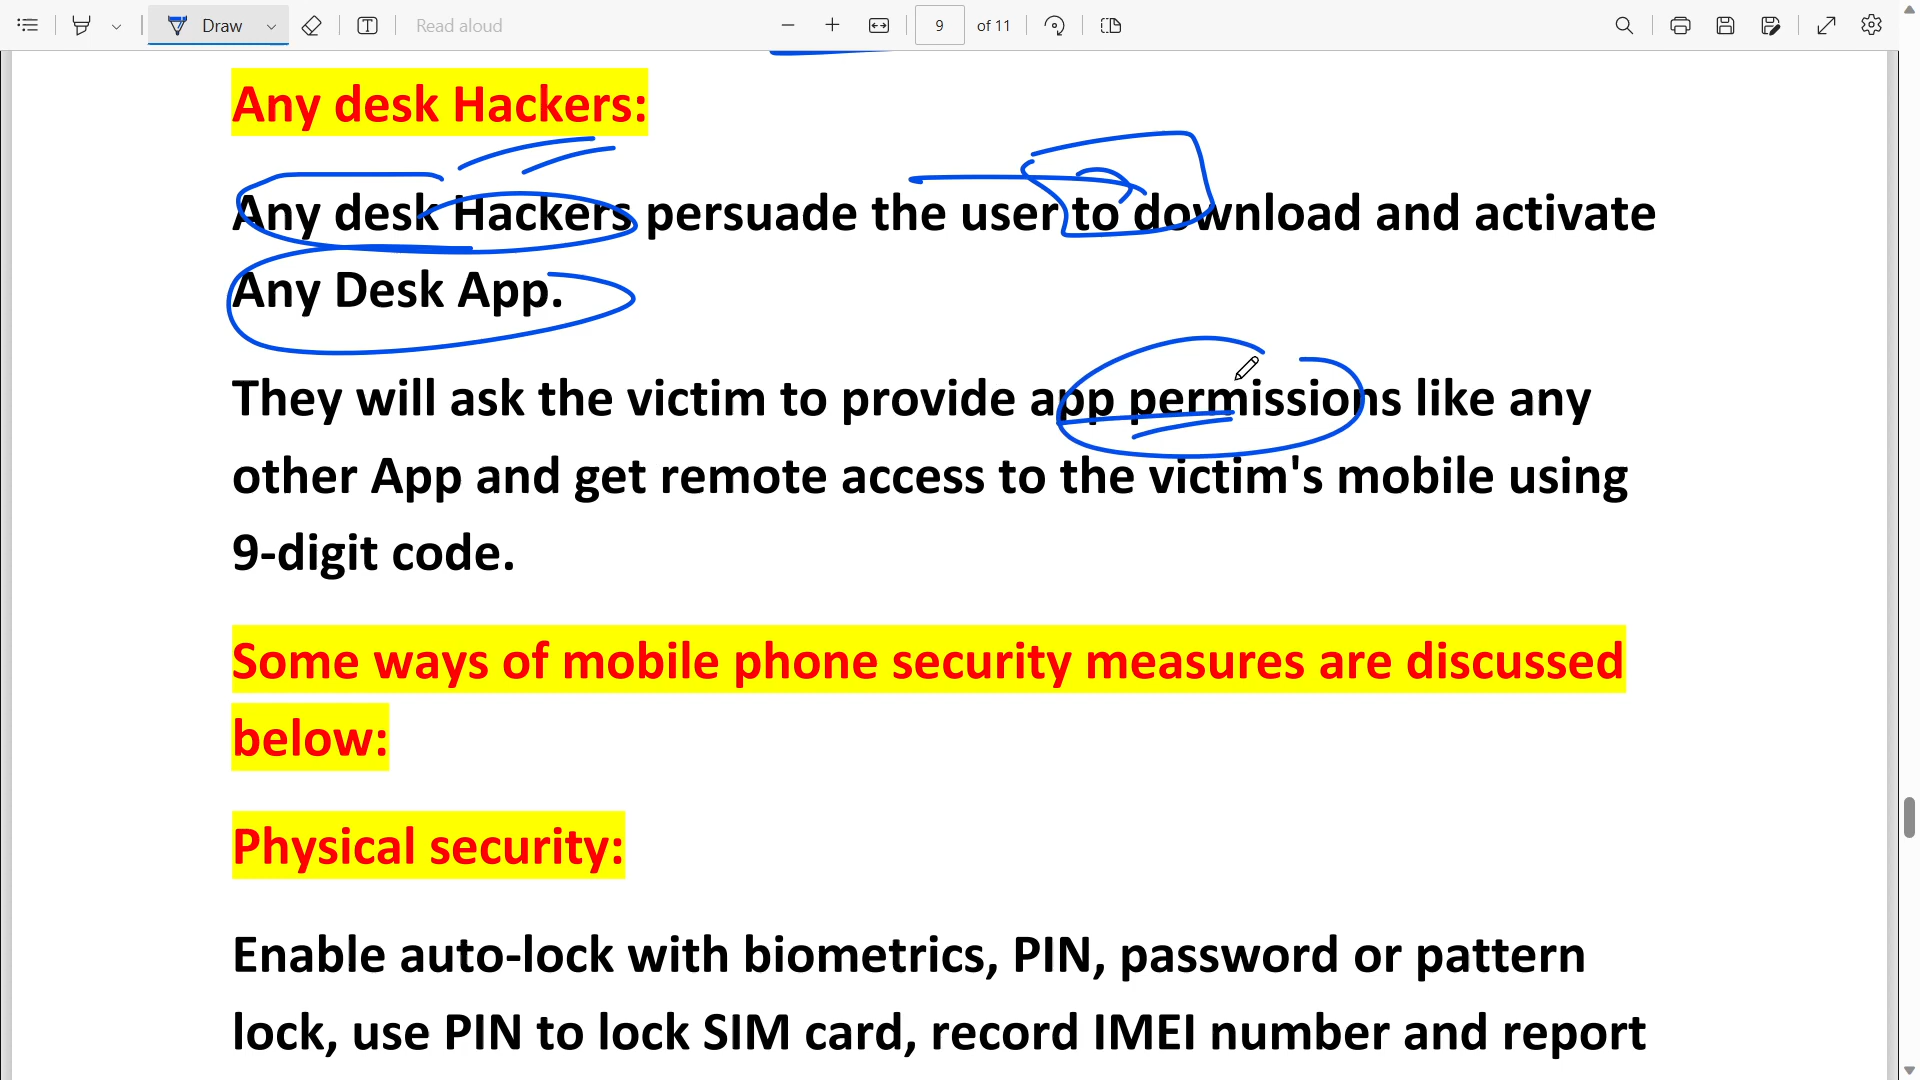 Draw
Read aloud
9 of 11
Any desk Hackers:
Any desk Hackers persuade the user to download and activate
Any Desk App.
They will ask the victim to provide app permissions like any
other App and get remote access to the victim's mobile using
9-digit code.
Some ways of mobile phone security measures are discussed
below:
Physical security:
Enable auto-lock with biometrics, PIN, password or pattern
lock, use PIN to lock SIM card, record IMEI number and report